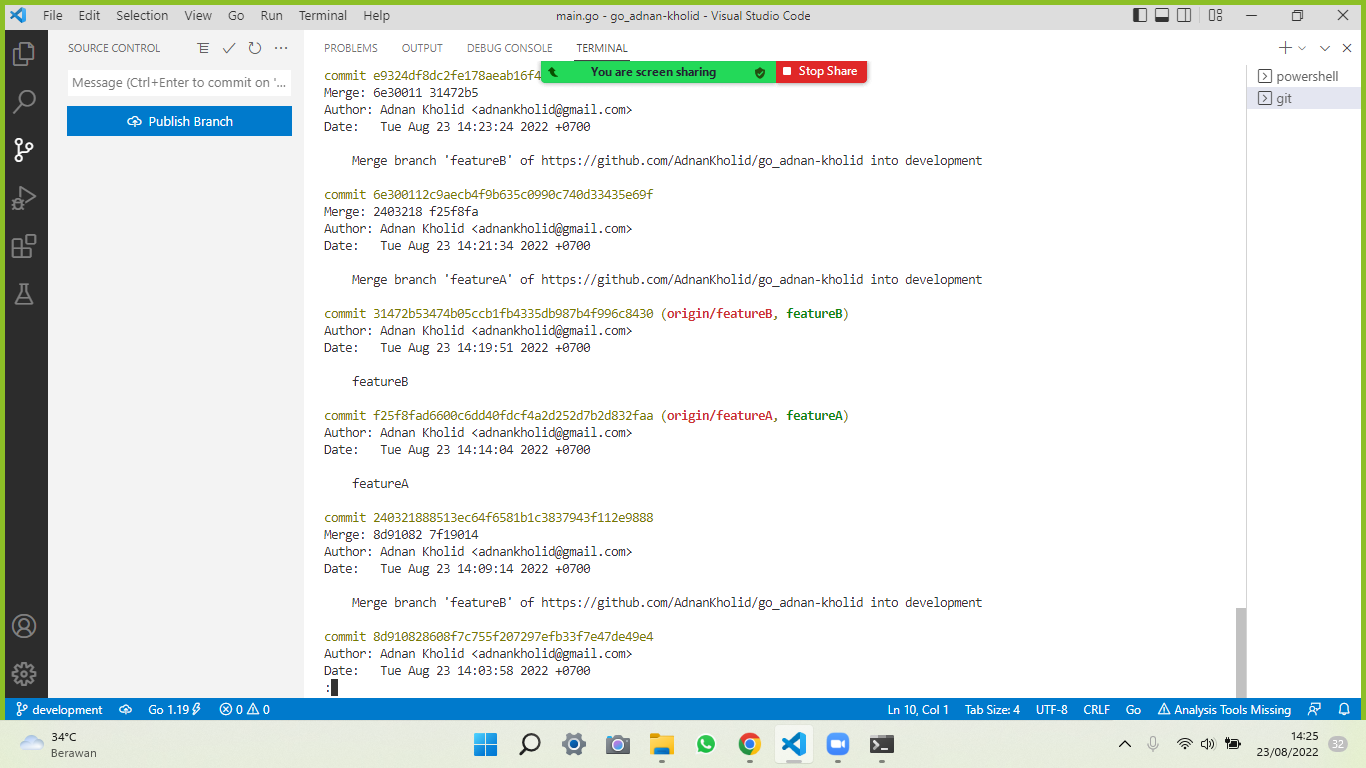 File Edit Selection View Go Run Terminal Help
main.go - go_adnan-kholid - Visual Studio Code
SOURCE CONTROL
Message (Ctrl+Enter to commit on '...
Publish Branch
PROBLEMS OUTPUT DEBUG CONSOLE TERMINAL
You are screen sharing
Stop Share
powershell
git
commit e9324df8dc2fe178aeab16f4
Merge: 6e30011 31472b5
Author: Adnan Kholid <adnankholid@gmail.com>
Date:   Tue Aug 23 14:23:24 2022 +0700
Merge branch 'featureB' of https://github.com/AdnanKholid/go_adnan-kholid into development
commit 6e300112c9aecb4f9b635c0990c740d33435e69f
Merge: 2403218 f25f8fa
Author: Adnan Kholid <adnankholid@gmail.com>
Date:   Tue Aug 23 14:21:34 2022 +0700
Merge branch 'featureA' of https://github.com/AdnanKholid/go_adnan-kholid into development
commit 31472b53474b05ccb1fb4335db987b4f996c8430 (origin/featureB, featureB)
Author: Adnan Kholid <adnankholid@gmail.com>
Date:   Tue Aug 23 14:19:51 2022 +0700
featureB
commit f25f8fad6600c6dd40fdcf4a2d252d7b2d832faa (origin/featureA, featureA)
Author: Adnan Kholid <adnankholid@gmail.com>
Date:   Tue Aug 23 14:14:04 2022 +0700
featureA
commit 240321888513ec64f6581b1c3837943f112e9888
Merge: 8d91082 7f19014
Author: Adnan Kholid <adnankholid@gmail.com>
Date:   Tue Aug 23 14:09:14 2022 +0700
Merge branch 'featureB' of https://github.com/AdnanKholid/go_adnan-kholid into development
commit 8d910828608f7c755f207297efb33f7e47de49e4
Author: Adnan Kholid <adnankholid@gmail.com>
Date:   Tue Aug 23 14:03:58 2022 +0700
:
development Go 1.19 0 0 Ln 10, Col 1 Tab Size: 4 UTF-8 CRLF Go Analysis Tools Missing
34°C
Berawan
14:25
23/08/2022
32